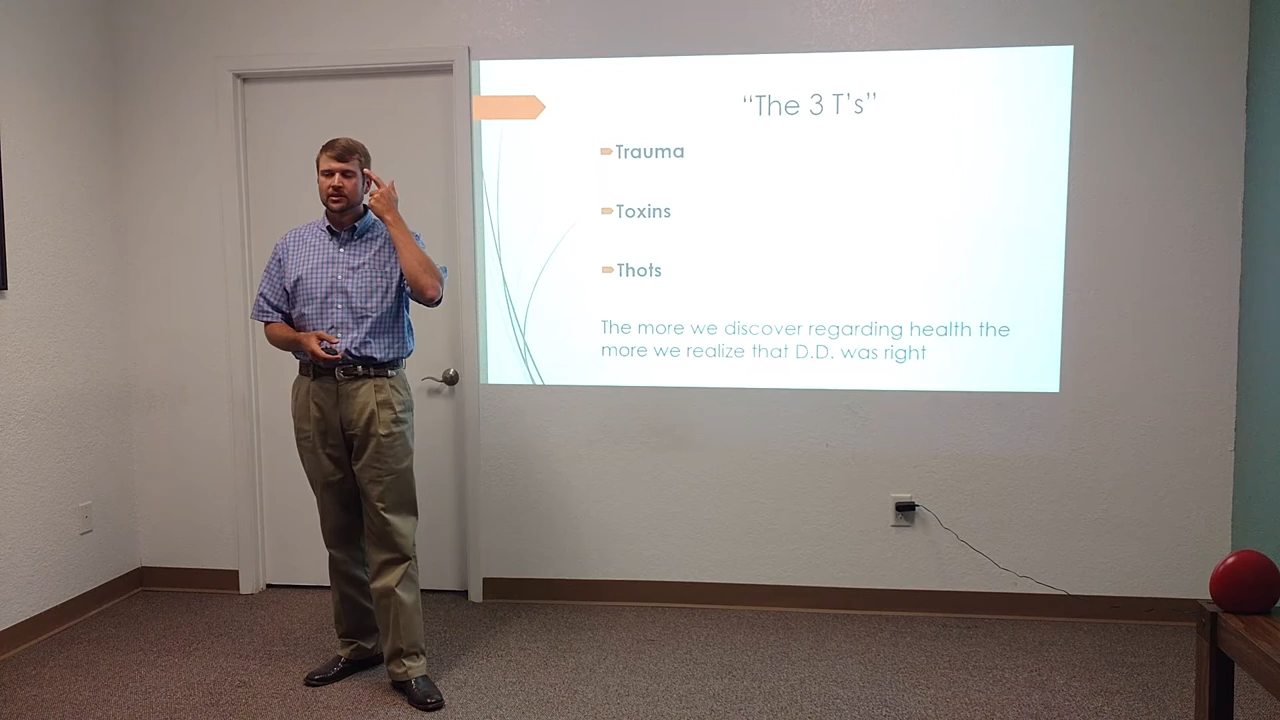 “The 3 T’s”
Trauma
Toxins
Thots
The more we discover regarding health the
more we realize that D.D. was right